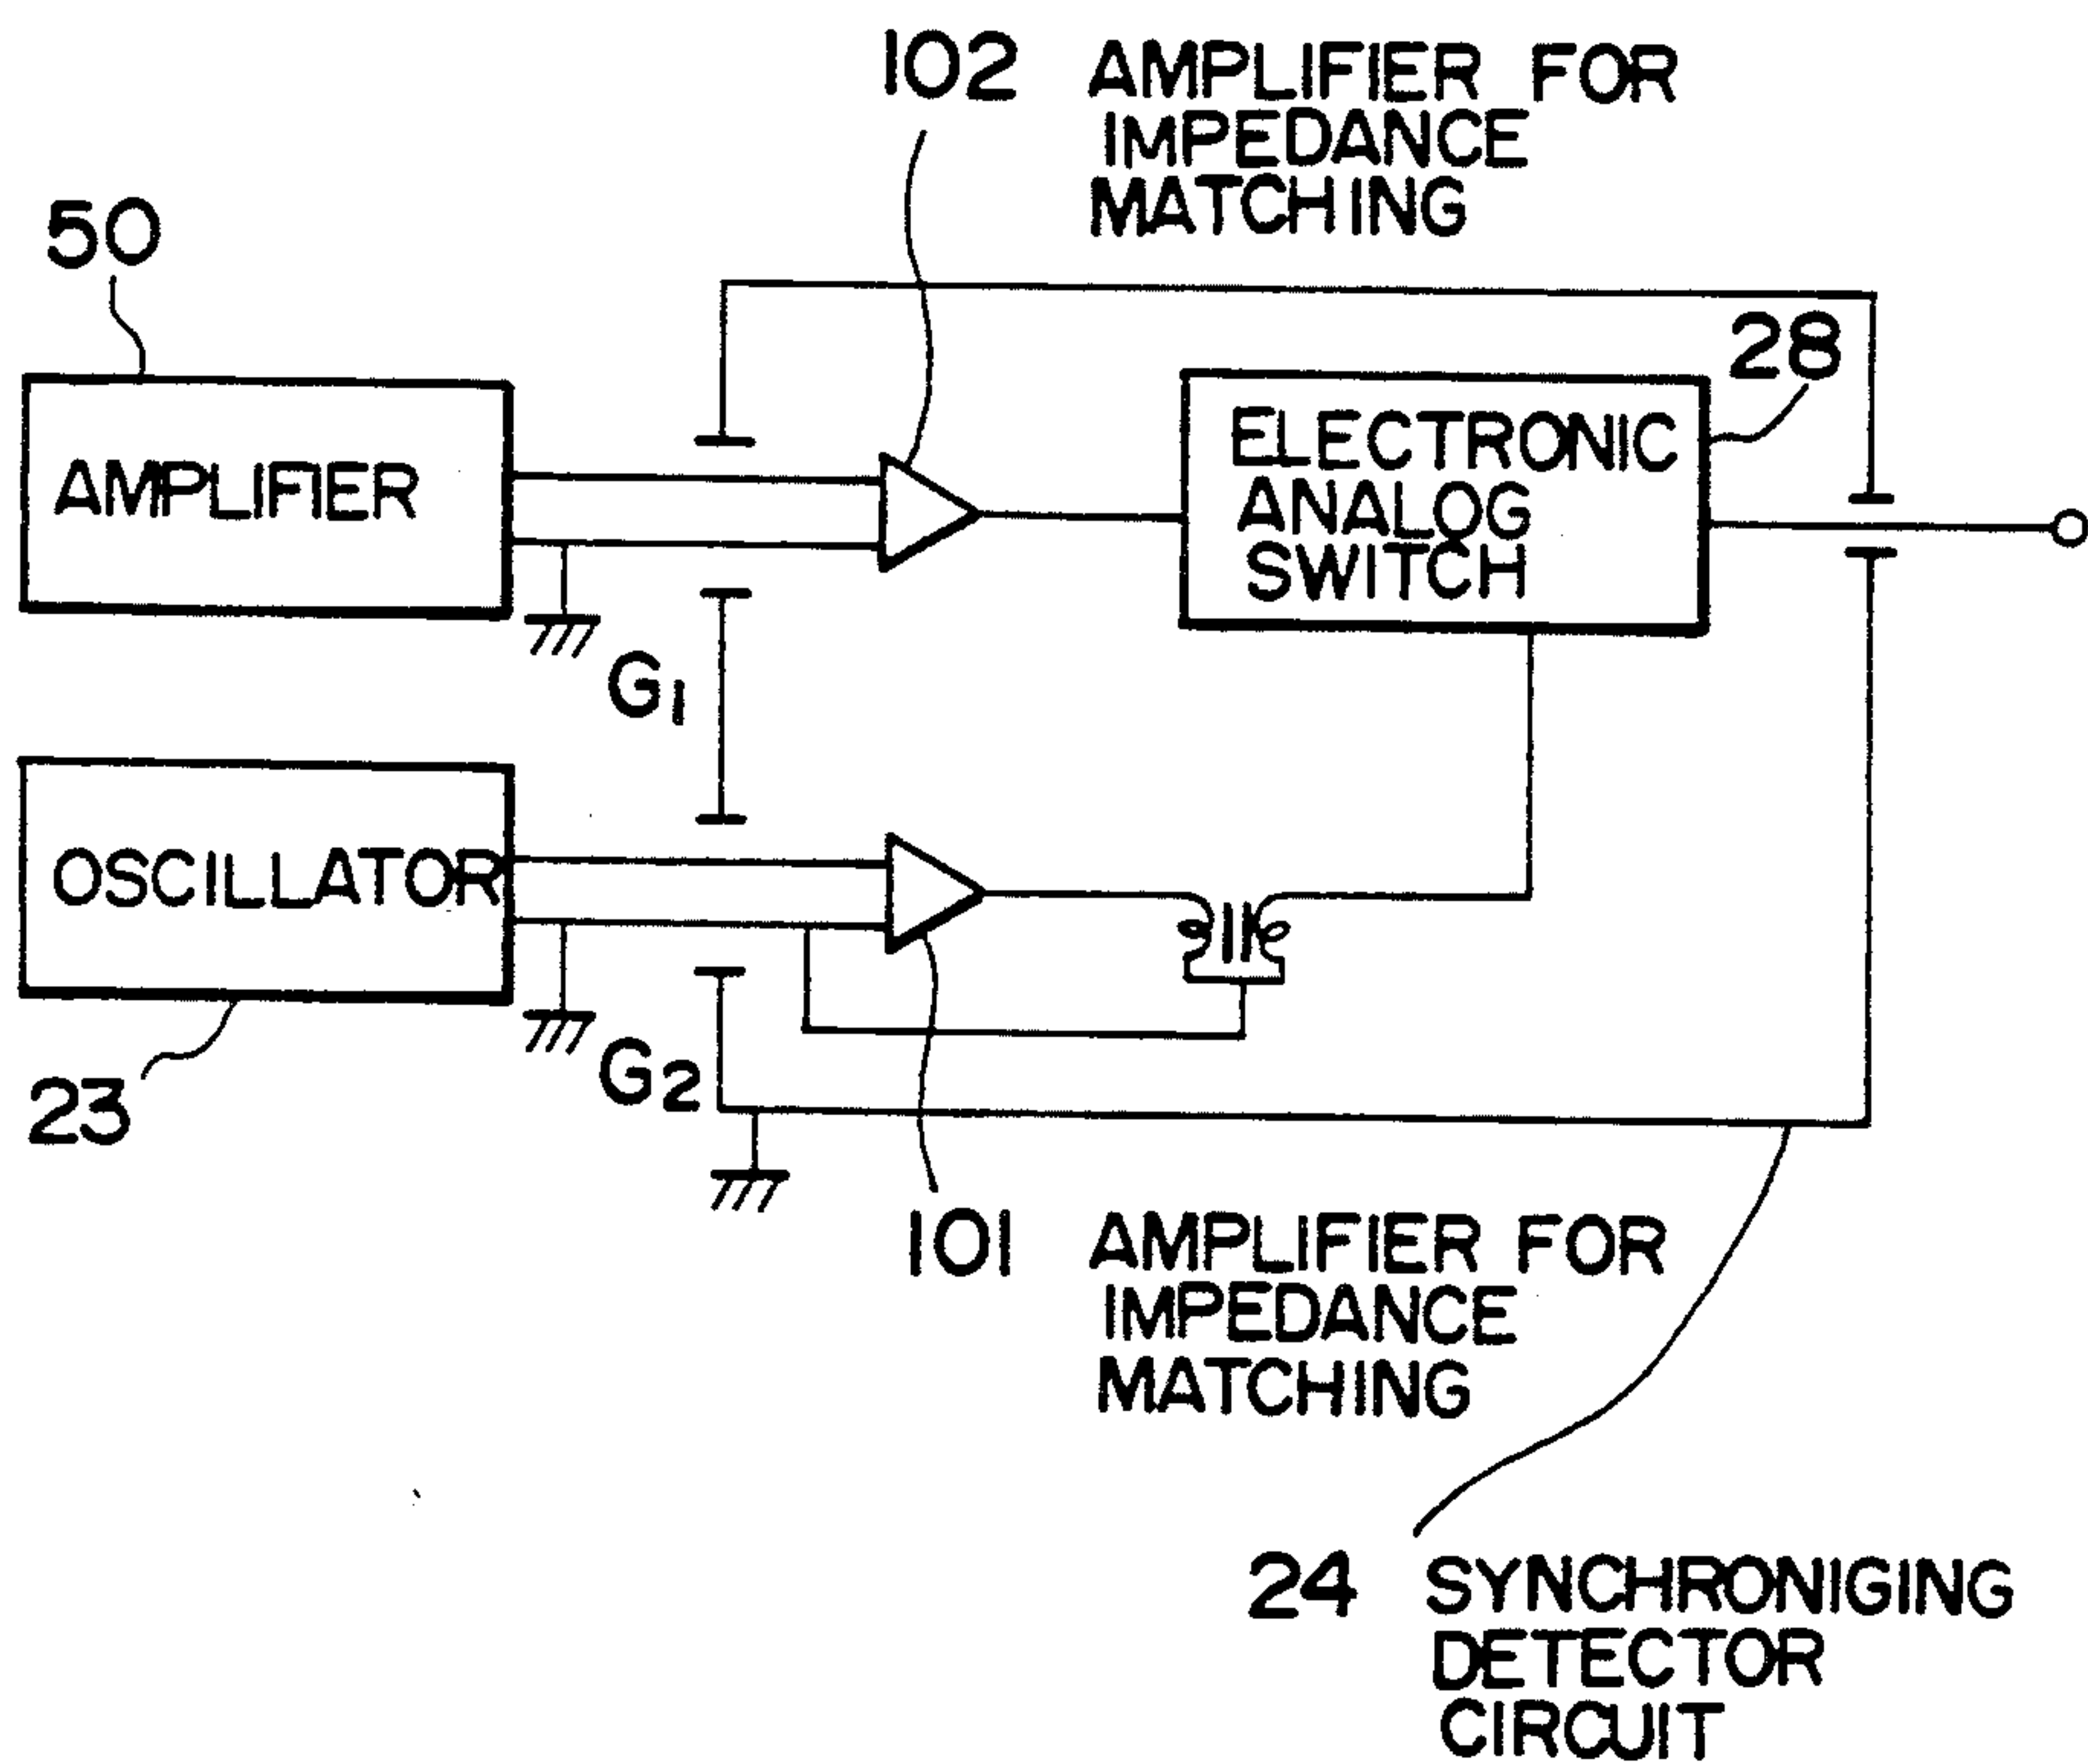 102 AMPLIFIER FOR
IMPEDANCE
MATCHING
50
28
AMPLIFIER
ELECTRONIC
ANALOG
SWITCH
G1
OSCILLATOR
G2
23
101 AMPLIFIER FOR
IMPEDANCE
MATCHING
24 SYNCHRONIGING
DETECTOR
CIRCUIT